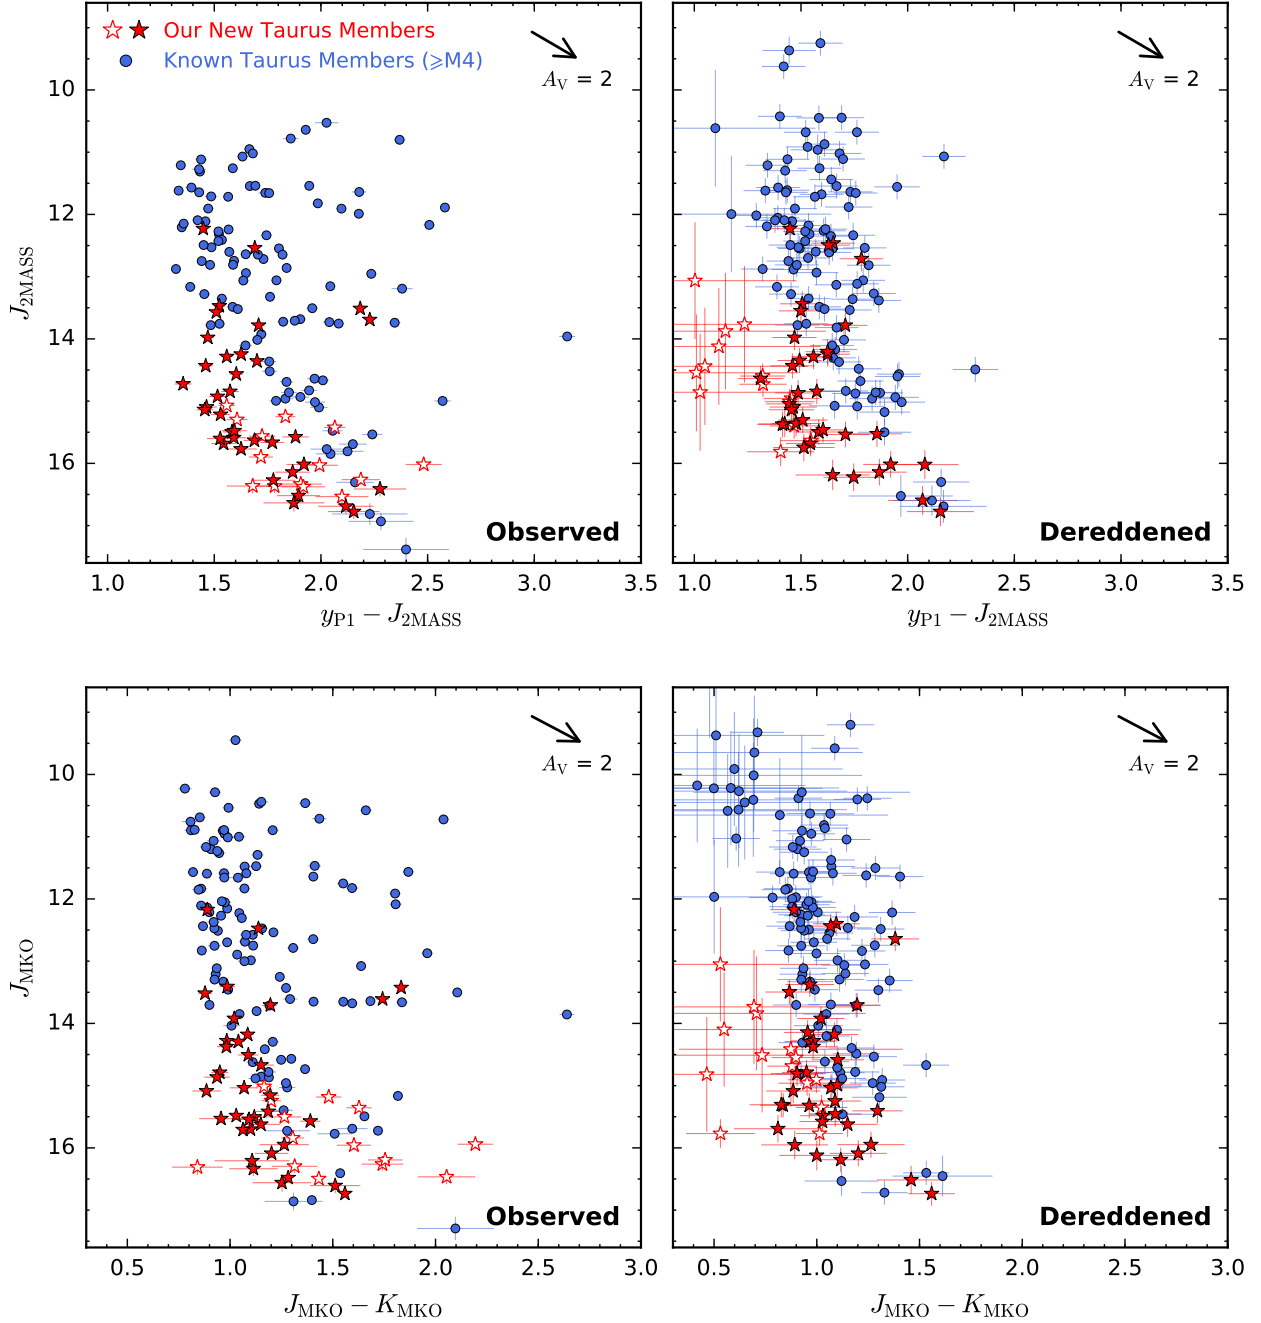 Our New Taurus Members
Known Taurus Members (⩾M4)
A_V = 2
A_V = 2
10
12
14
16
J_2MASS
Observed
Dereddened
1.0 1.5 2.0 2.5 3.0 3.5
1.0 1.5 2.0 2.5 3.0 3.5
y_P1 − J_2MASS
y_P1 − J_2MASS
A_V = 2
A_V = 2
10
12
14
16
J_MKO
Observed
Dereddened
0.5 1.0 1.5 2.0 2.5 3.0
0.5 1.0 1.5 2.0 2.5 3.0
J_MKO − K_MKO
J_MKO − K_MKO